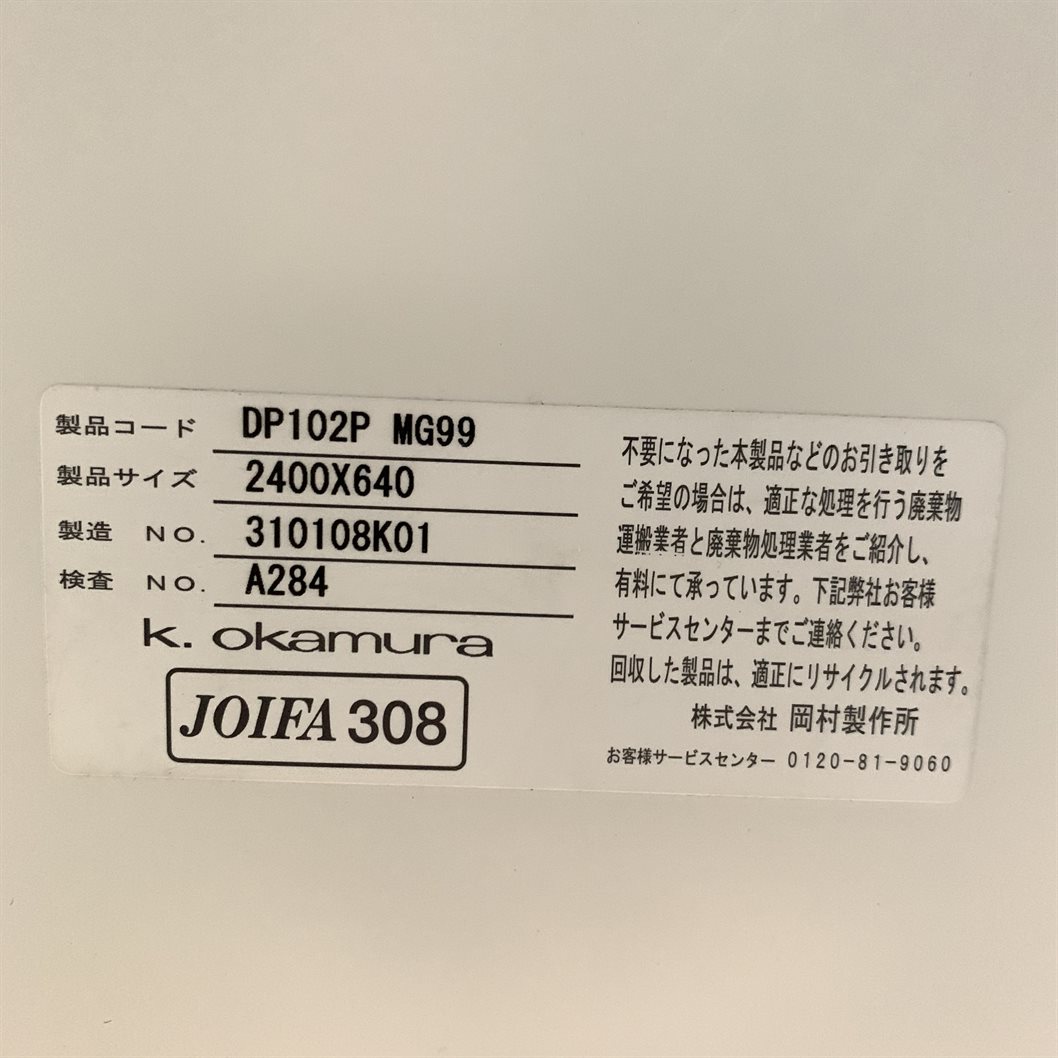 製品コード DP102P MG99
製品サイズ 2400X640
製造 NO. 310108K01
検査 NO. A284
k. okamura
JOIFA 308
不要になった本製品などのお引き取りを
ご希望の場合は、適正な処理を行う廃棄物
運搬業者と廃棄物処理業者をご紹介し、
有料にて承っています。下記弊社お客様
サービスセンターまでご連絡ください。
回収した製品は、適正にリサイクルされます。
株式会社 岡村製作所
お客様サービスセンター 0120-81-9060